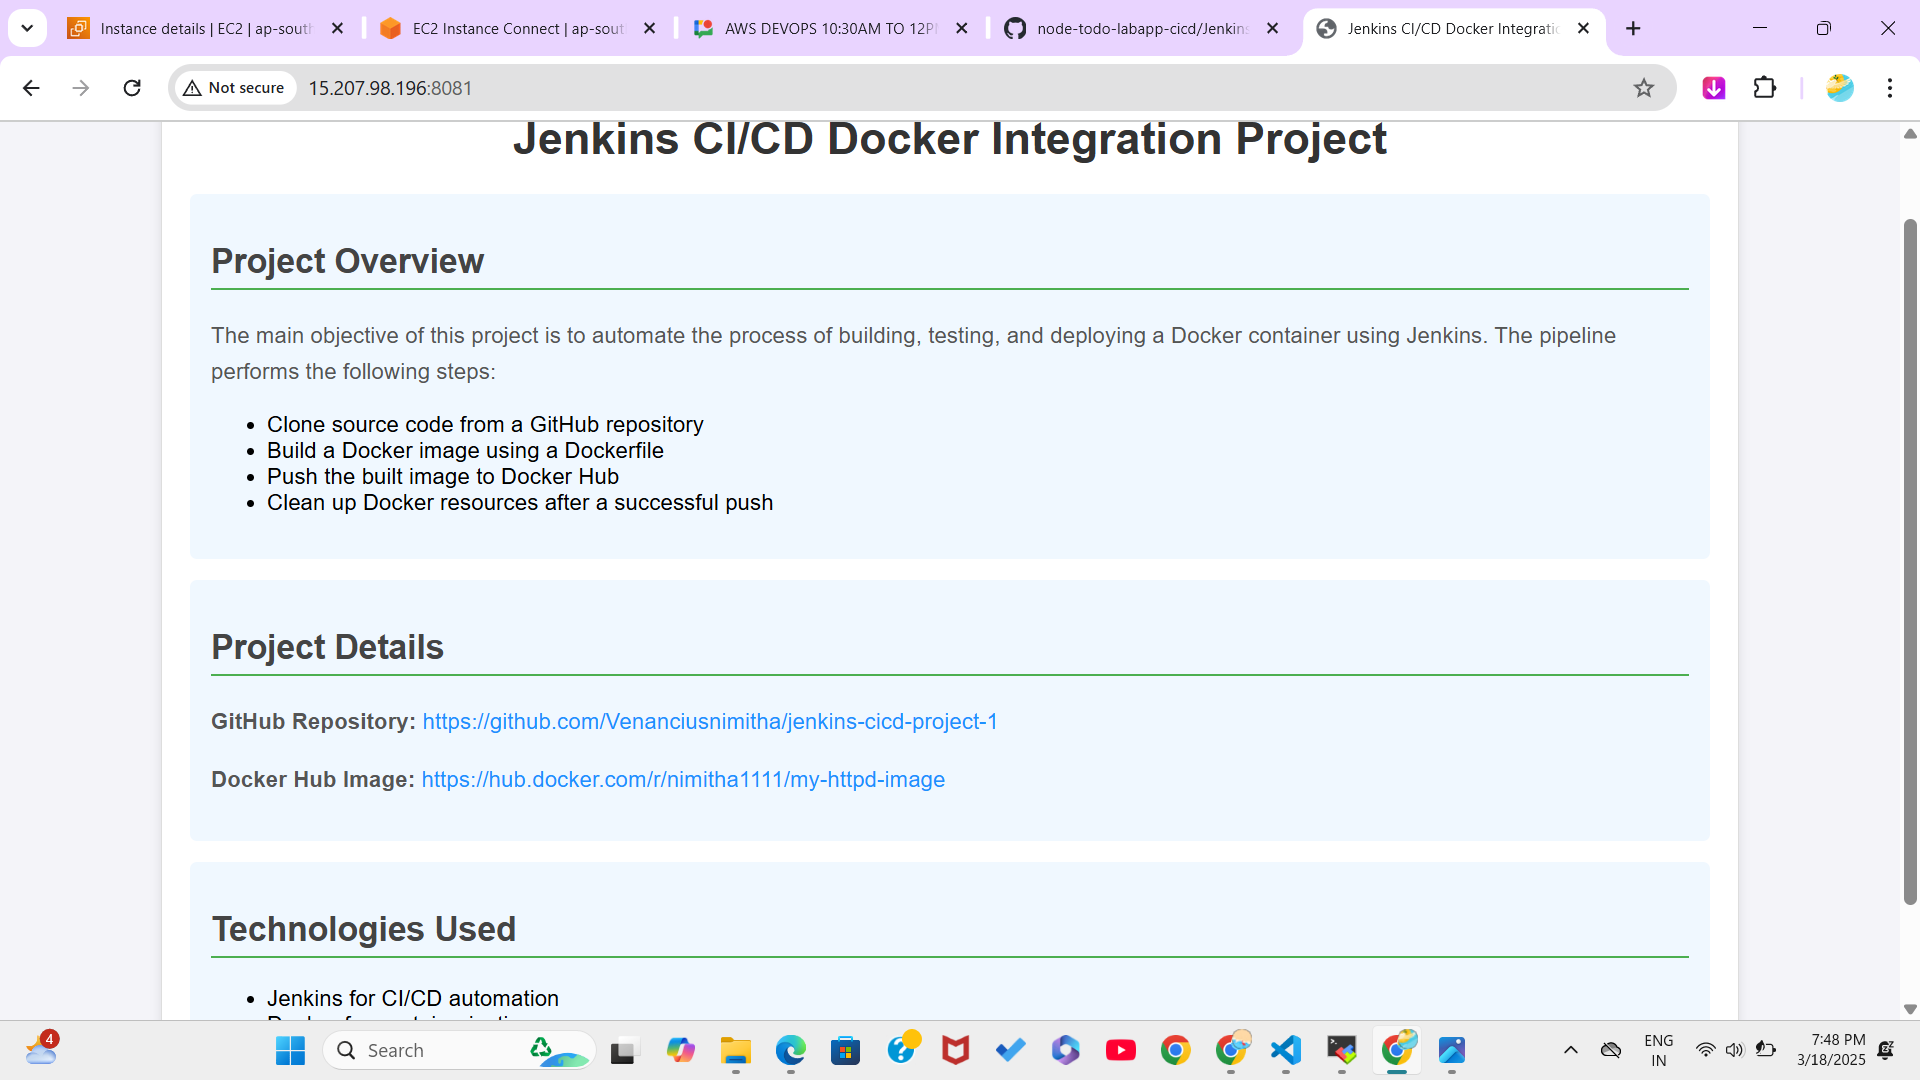 Instance details | EC2 | ap-south
EC2 Instance Connect | ap-sout
AWS DEVOPS 10:30AM TO 12P
node-todo-labapp-cicd/Jenkins
Jenkins CI/CD Docker Integratio
Not secure
15.207.98.196:8081
Jenkins CI/CD Docker Integration Project
Project Overview
The main objective of this project is to automate the process of building, testing, and deploying a Docker container using Jenkins. The pipeline
performs the following steps:
• Clone source code from a GitHub repository
• Build a Docker image using a Dockerfile
• Push the built image to Docker Hub
• Clean up Docker resources after a successful push
Project Details
GitHub Repository: https://github.com/Venanciusnimitha/jenkins-cicd-project-1
Docker Hub Image: https://hub.docker.com/r/nimitha1111/my-httpd-image
Technologies Used
• Jenkins for CI/CD automation
4
Search
ENG
IN
7:48 PM
3/18/2025